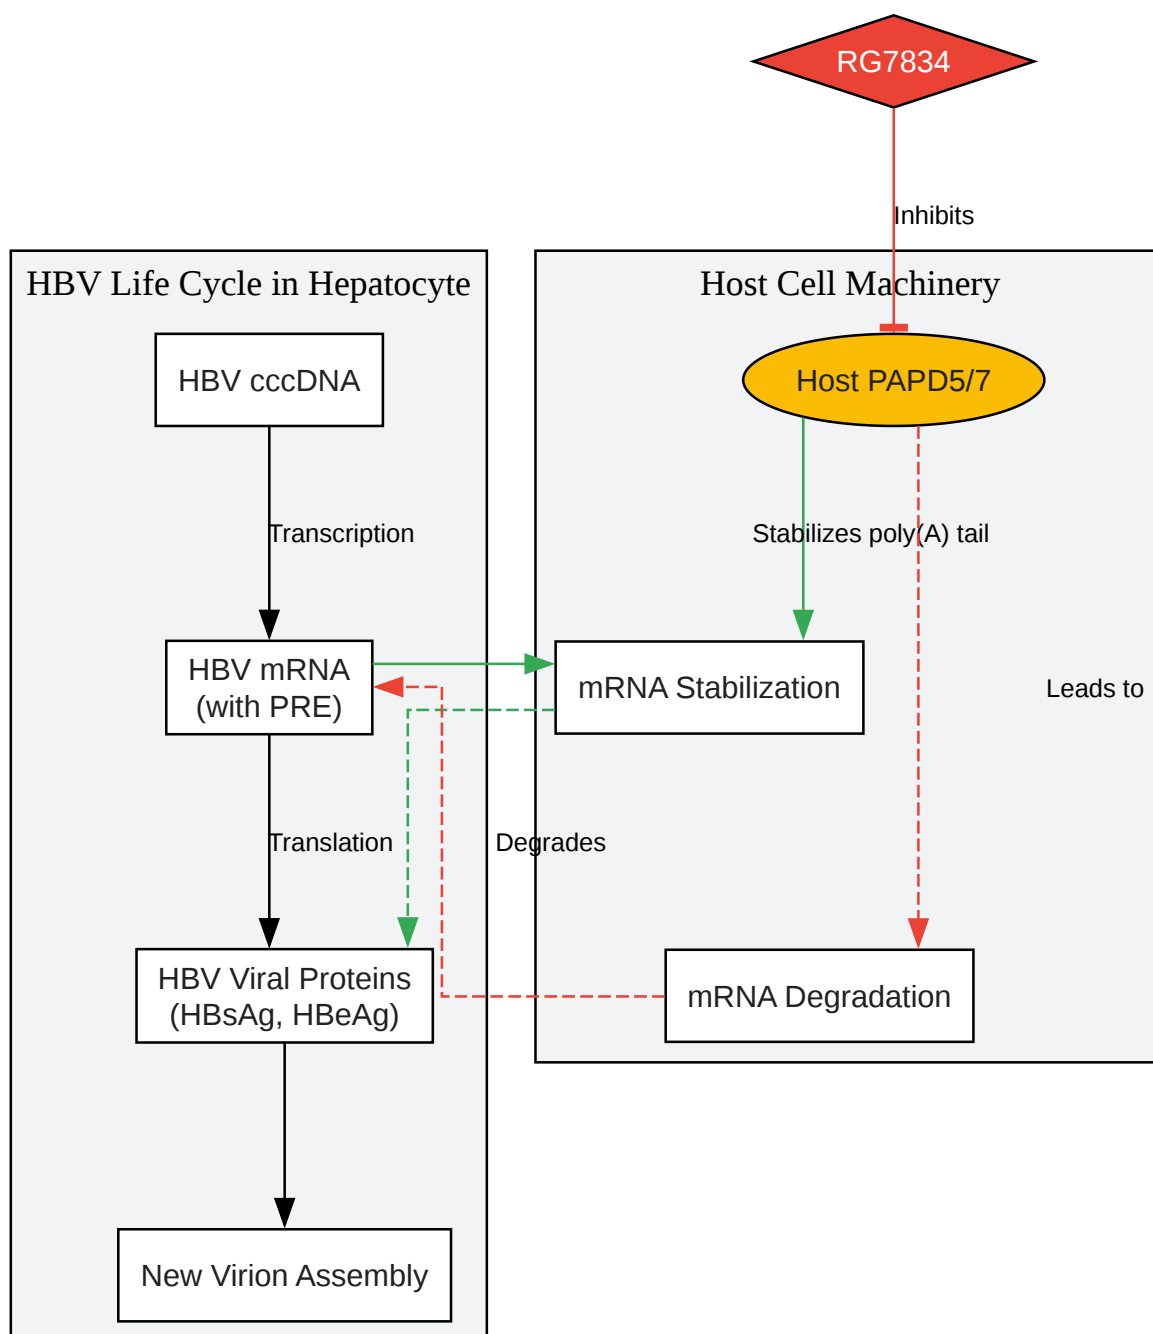 RG7834
Inhibits
HBV Life Cycle in Hepatocyte
Host Cell Machinery
HBV cccDNA
Host PAPD5/7
Transcription
Stabilizes poly(A) tail
HBV mRNA
(with PRE)
mRNA Stabilization
Leads to
Translation
Degrades
HBV Viral Proteins
(HBsAg, HBeAg)
mRNA Degradation
New Virion Assembly